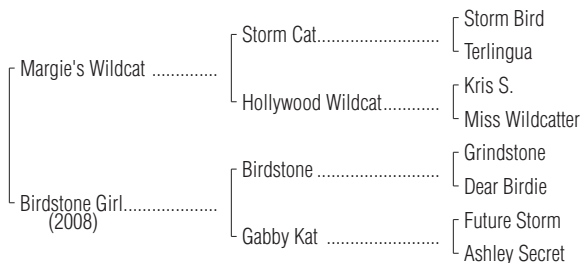 Storm Bird
Storm Cat................................
Terlingua
Margie's Wildcat ................
Kris S.
Hollywood Wildcat..............
Miss Wildcatter
Grindstone
Birdstone ...............................
Dear Birdie
Birdstone Girl.......................
(2008)
Future Storm
Gabby Kat .............................
Ashley Secret